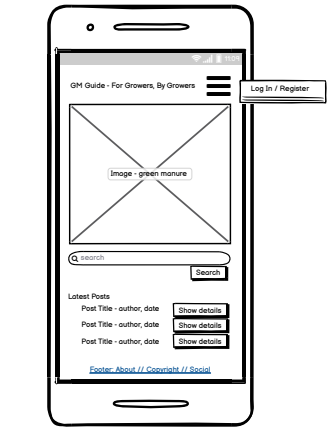 11:04
GM Guide - For Growers, By Growers
Log In / Register
Image - green manure
search
Search
Latest Posts
Post Title - author, date Show details
Post Title - author, date Show details
Post Title - author, date Show details
Footer: About // Copyright // Social